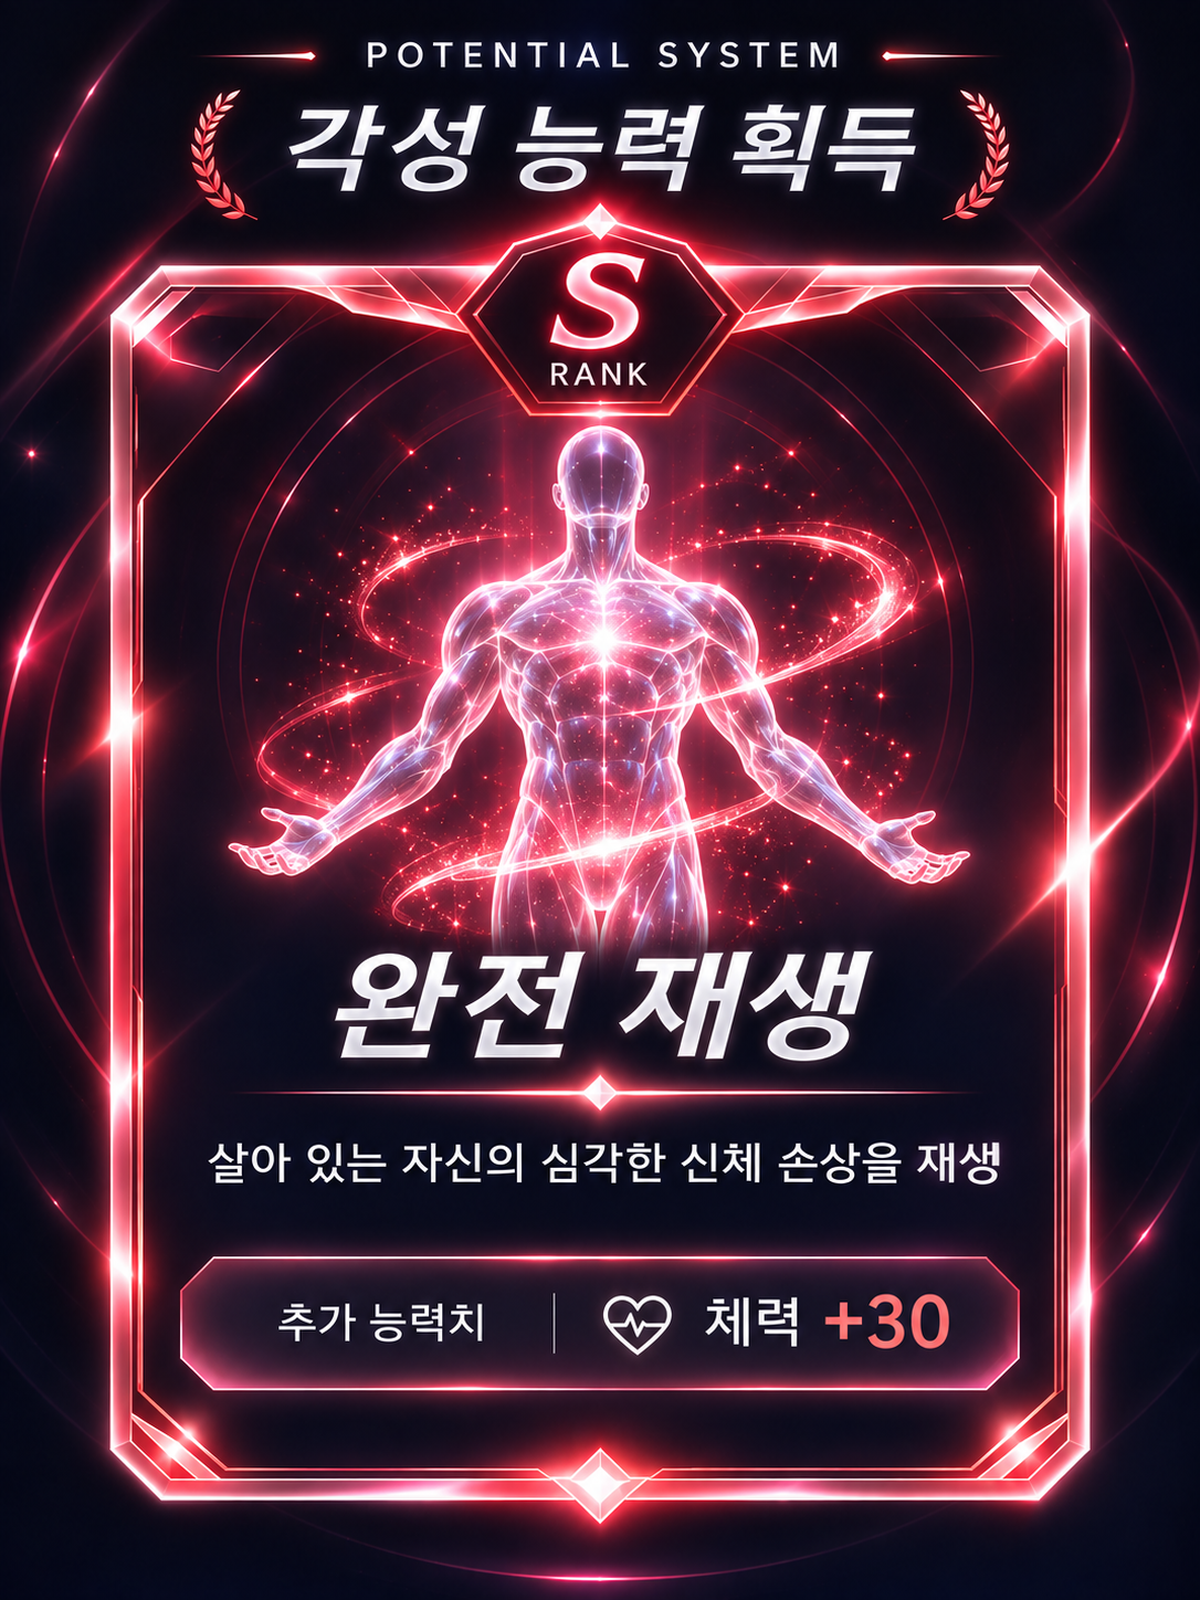 POTENTIAL SYSTEM
각성 능력 획득
S
RANK
완전 재생
살아 있는 자신의 심각한 신체 손상을 재생
추가 능력치 체력 +30